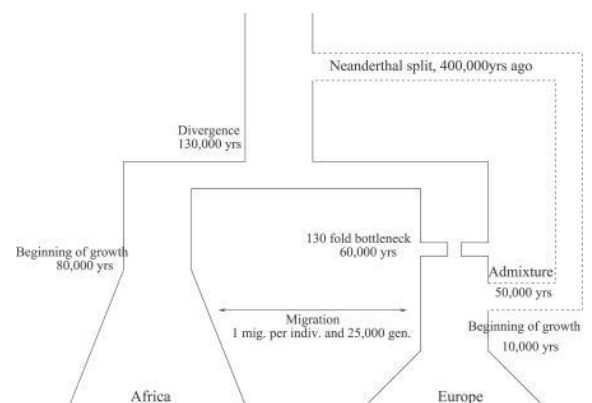 Neanderthal split, 400,000yrs ago
Divergence
130,000 yrs
130 fold bottleneck
60,000 yrs
Beginning of growth
80,000 yrs
Admixture
50,000 yrs
Migration
1 mig. per indiv. and 25,000 gen.
Beginning of growth
10,000 yrs
Africa
Europe